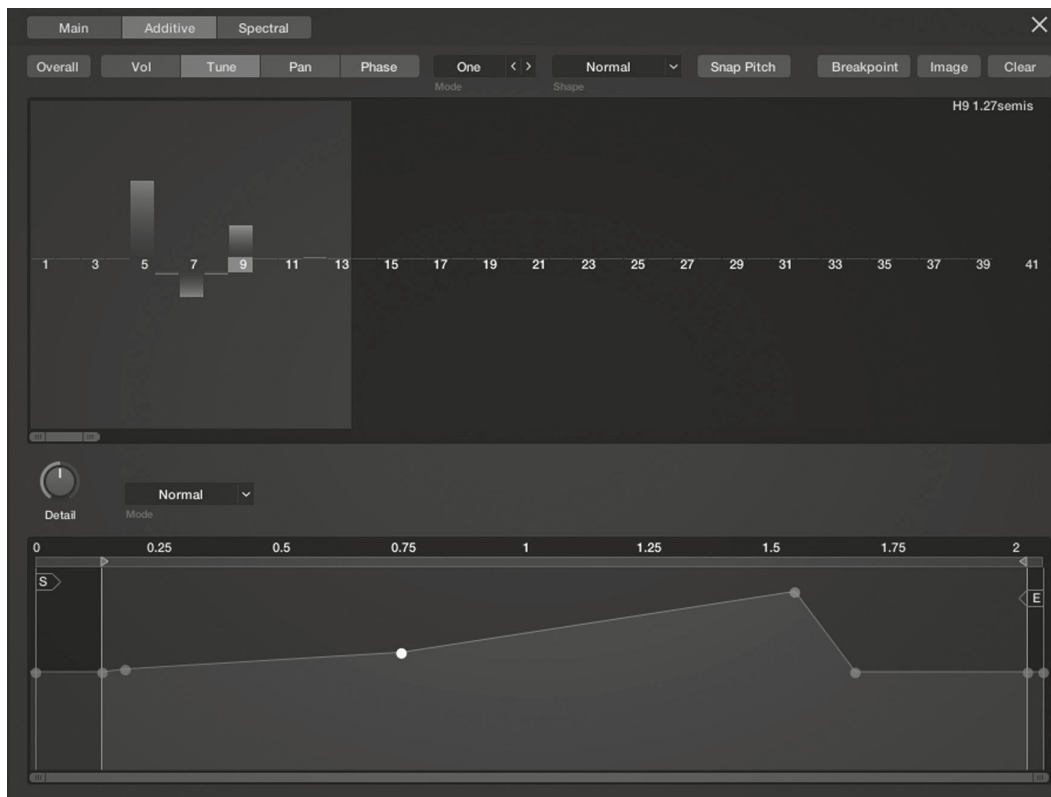 Main Additive Spectral
Overall Vol Tune Pan Phase One Normal Snap Pitch Breakpoint Image Clear
Mode Shape
H9 1.27semis
1 3 5 7 9 11 13 15 17 19 21 23 25 27 29 31 33 35 37 39 41
Normal
Detail Mode
0 0.25 0.5 0.75 1 1.25 1.5 1.75 2
S
E